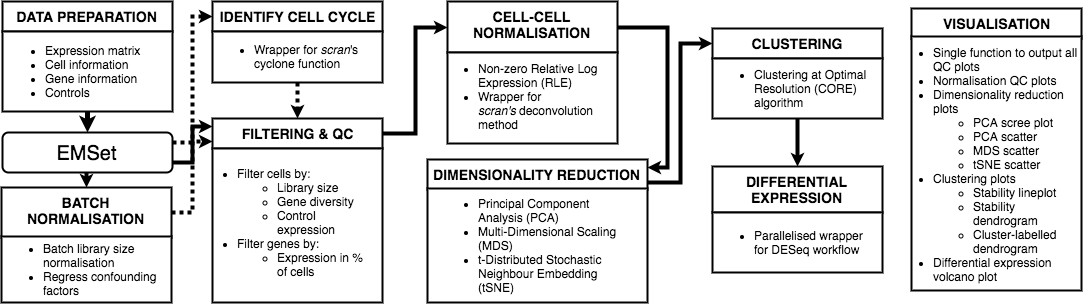 DATA PREPARATION
• Expression matrix
• Cell information
• Gene information
• Controls
EMSet
BATCH
NORMALISATION
• Batch library size
normalisation
• Regress confounding
factors
IDENTIFY CELL CYCLE
• Wrapper for scran's
cyclone function
FILTERING & QC
• Filter cells by:
○ Library size
○ Gene diversity
○ Control
expression
• Filter genes by:
○ Expression in %
of cells
CELL-CELL
NORMALISATION
• Non-zero Relative Log
Expression (RLE)
• Wrapper for
scran's deconvolution
method
DIMENSIONALITY REDUCTION
• Principal Component
Analysis (PCA)
• Multi-Dimensional Scaling
(MDS)
• t-Distributed Stochastic
Neighbour Embedding
(tSNE)
CLUSTERING
• Clustering at Optimal
Resolution (CORE)
algorithm
DIFFERENTIAL
EXPRESSION
• Parallelised wrapper
for DESeq workflow
VISUALISATION
• Single function to output all
QC plots
• Normalisation QC plots
• Dimensionality reduction
plots
○ PCA scree plot
○ PCA scatter
○ MDS scatter
○ tSNE scatter
• Clustering plots
○ Stability lineplot
○ Stability
dendrogram
○ Cluster-labelled
dendrogram
• Differential expression
volcano plot